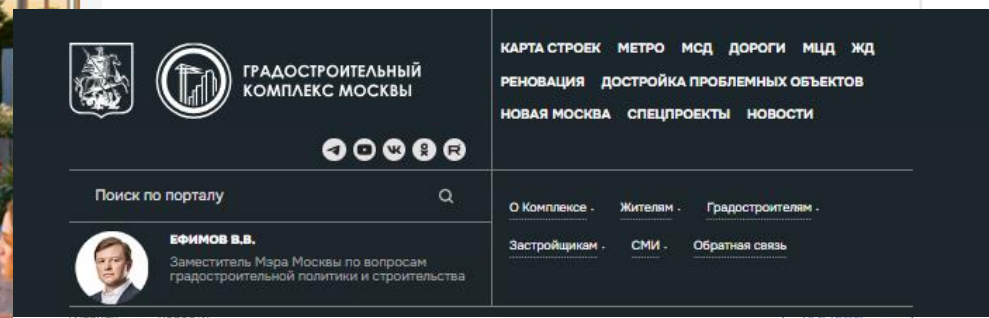 ГРАДОСТРОИТЕЛЬНЫЙ
КОМПЛЕКС МОСКВЫ
КАРТА СТРОЕК МЕТРО МСД ДОРОГИ МЦД ЖД
РЕНОВАЦИЯ ДОСТРОЙКА ПРОБЛЕМНЫХ ОБЪЕКТОВ
НОВАЯ МОСКВА СПЕЦПРОЕКТЫ НОВОСТИ
Поиск по порталу
ЕФИМОВ В.В.
Заместитель Мэра Москвы по вопросам
градостроительной политики и строительства
О Комплексе Жителям Градостроителям
Застройщикам СМИ Обратная связь